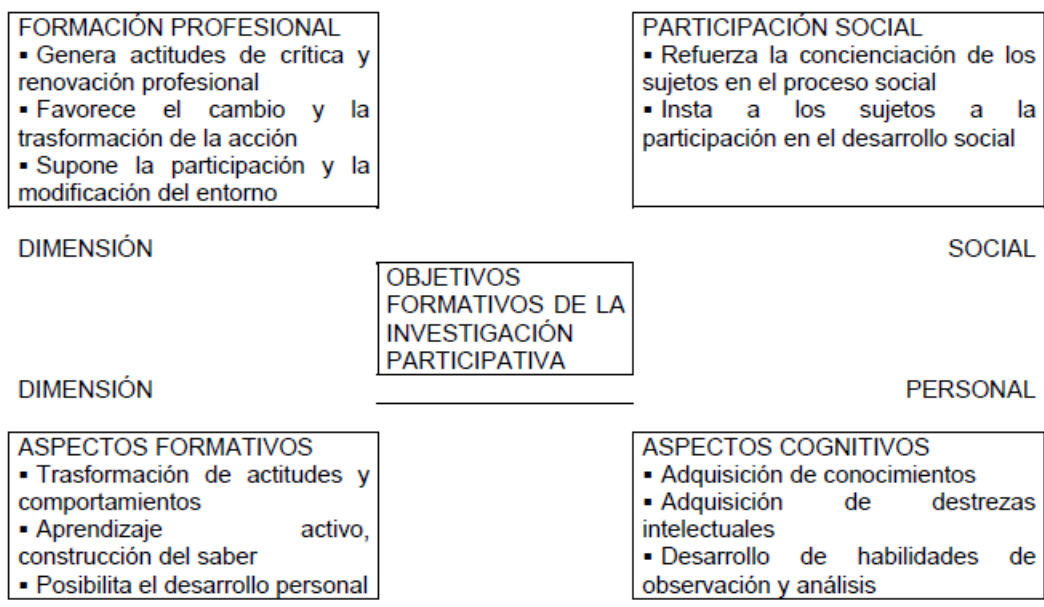 FORMACIÓN PROFESIONAL
▪ Genera actitudes de crítica y
renovación profesional
▪ Favorece el cambio y la
trasformación de la acción
▪ Supone la participación y la
modificación del entorno
PARTICIPACIÓN SOCIAL
▪ Refuerza la concienciación de los
sujetos en el proceso social
▪ Insta a los sujetos a la
participación en el desarrollo social
DIMENSIÓN SOCIAL
OBJETIVOS
FORMATIVOS DE LA
INVESTIGACIÓN
PARTICIPATIVA
DIMENSIÓN PERSONAL
ASPECTOS FORMATIVOS
▪ Trasformación de actitudes y
comportamientos
▪ Aprendizaje activo,
construcción del saber
▪ Posibilita el desarrollo personal
ASPECTOS COGNITIVOS
▪ Adquisición de conocimientos
▪ Adquisición de destrezas
intelectuales
▪ Desarrollo de habilidades de
observación y análisis